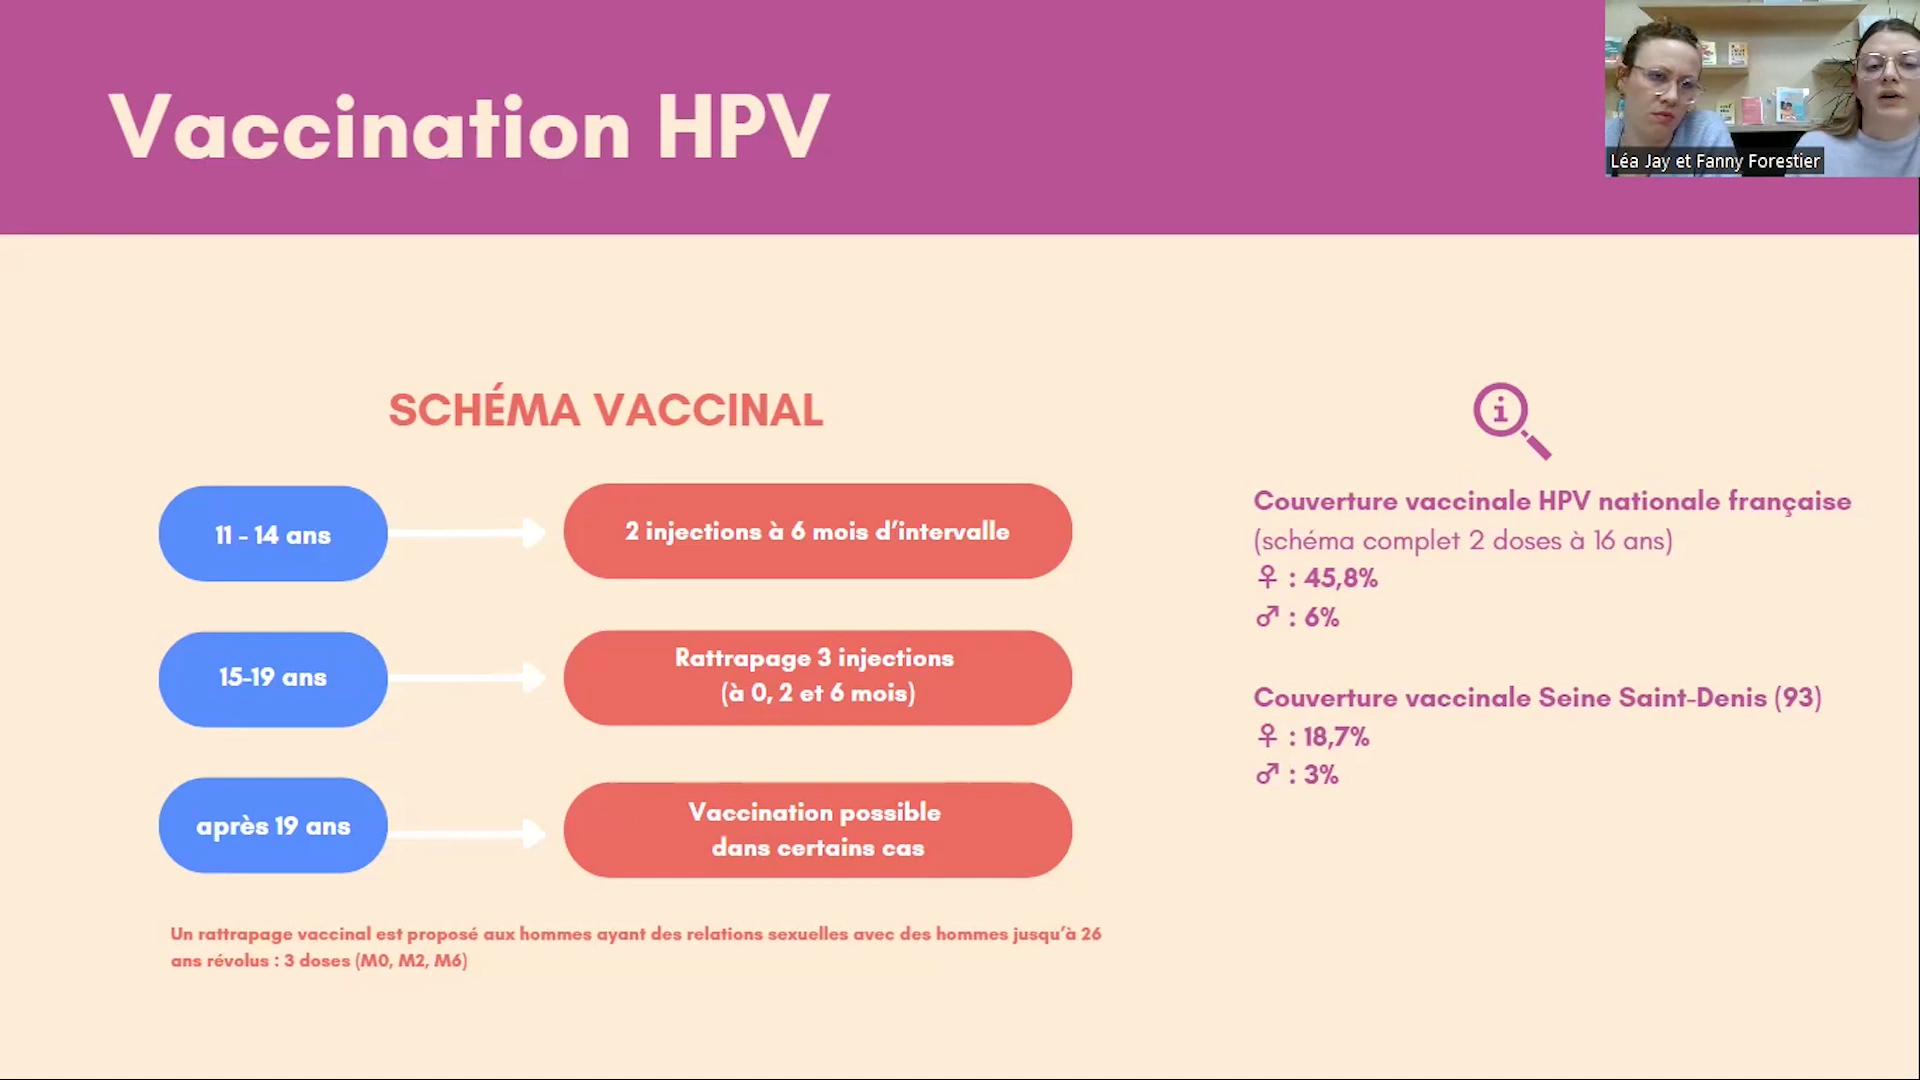 Vaccination HPV
Léa Jay et Fanny Forestier
SCHÉMA VACCINAL
11 - 14 ans
2 injections à 6 mois d’intervalle
15-19 ans
Rattrapage 3 injections
(à 0, 2 et 6 mois)
après 19 ans
Vaccination possible
dans certains cas
Un rattrapage vaccinal est proposé aux hommes ayant des relations sexuelles avec des hommes jusqu’à 26
ans révolus : 3 doses (M0, M2, M6)
Couverture vaccinale HPV nationale française
(schéma complet 2 doses à 16 ans)
♀ : 45,8%
♂ : 6%
Couverture vaccinale Seine Saint-Denis (93)
♀ : 18,7%
♂ : 3%